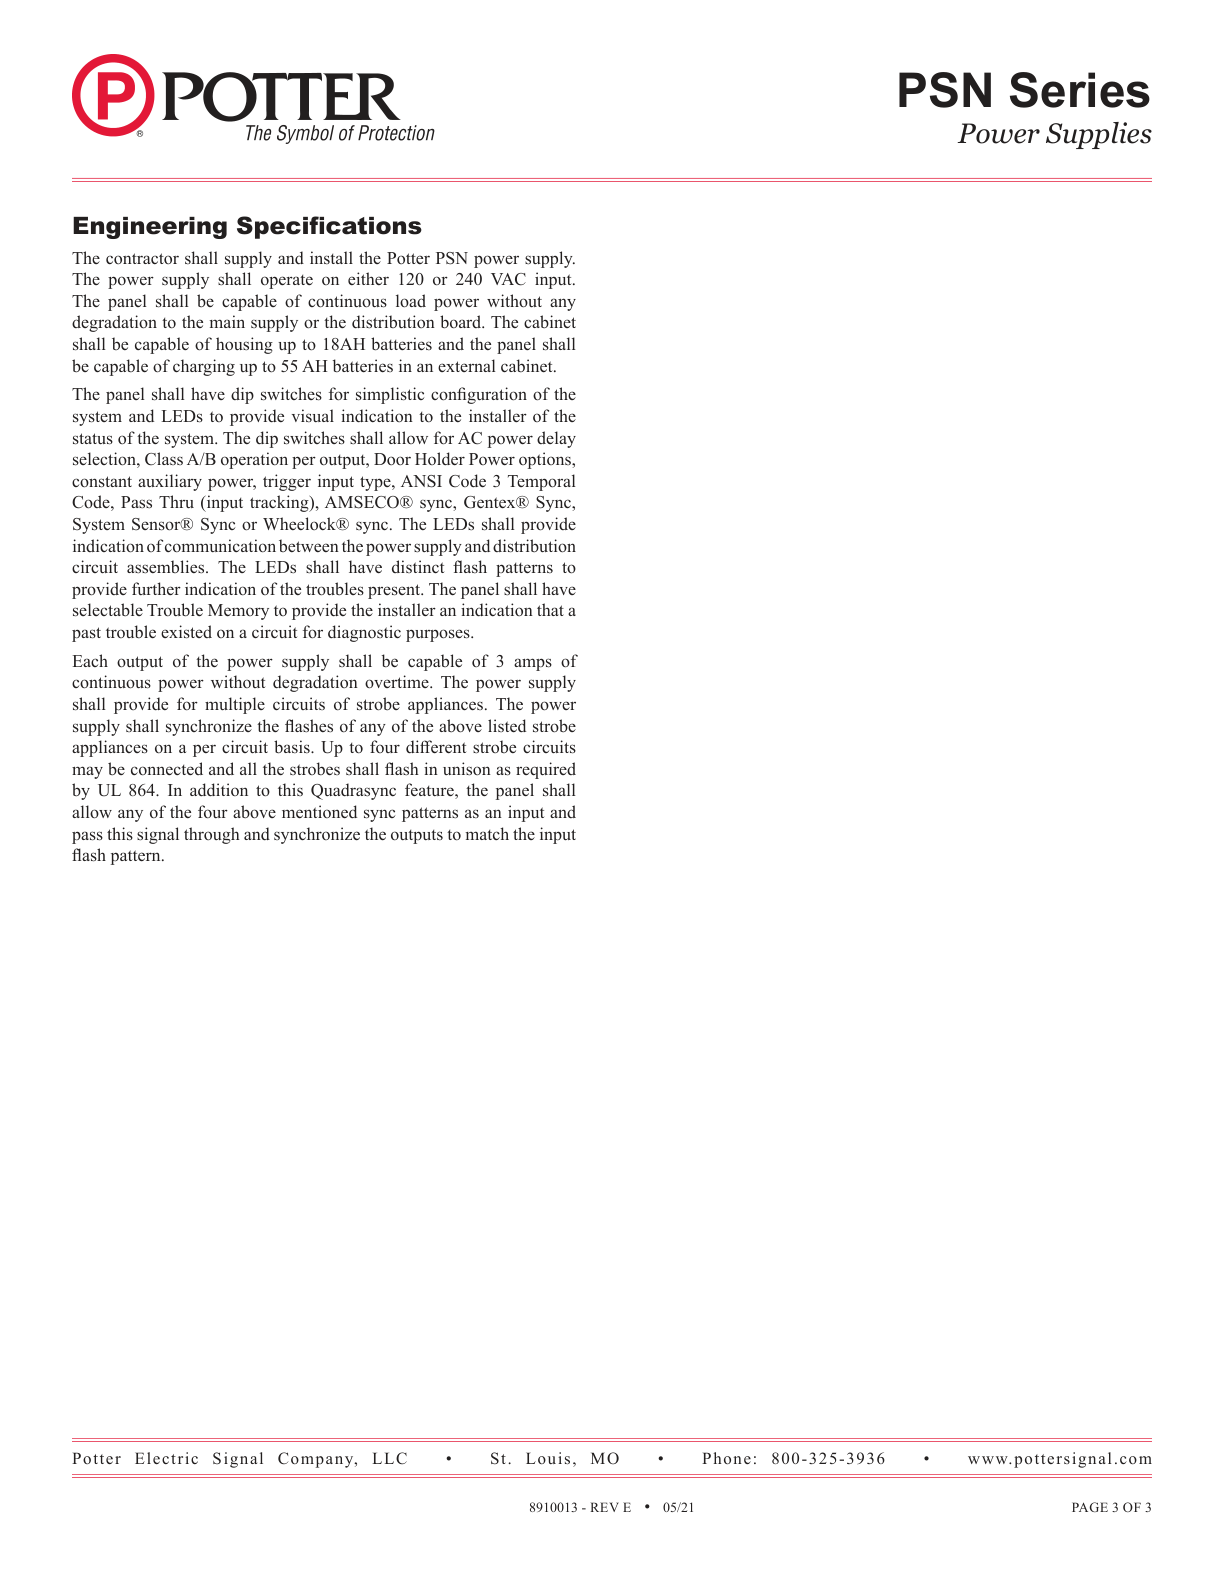 P POTTER
®
The Symbol of Protection
PSN Series
Power Supplies
Engineering Specifications
The contractor shall supply and install the Potter PSN power supply.
The power supply shall operate on either 120 or 240 VAC input.
The panel shall be capable of continuous load power without any
degradation to the main supply or the distribution board. The cabinet
shall be capable of housing up to 18AH batteries and the panel shall
be capable of charging up to 55 AH batteries in an external cabinet.
The panel shall have dip switches for simplistic configuration of the
system and LEDs to provide visual indication to the installer of the
status of the system. The dip switches shall allow for AC power delay
selection, Class A/B operation per output, Door Holder Power options,
constant auxiliary power, trigger input type, ANSI Code 3 Temporal
Code, Pass Thru (input tracking), AMSECO® sync, Gentex® Sync,
System Sensor® Sync or Wheelock® sync. The LEDs shall provide
indication of communication between the power supply and distribution
circuit assemblies. The LEDs shall have distinct flash patterns to
provide further indication of the troubles present. The panel shall have
selectable Trouble Memory to provide the installer an indication that a
past trouble existed on a circuit for diagnostic purposes.
Each output of the power supply shall be capable of 3 amps of
continuous power without degradation overtime. The power supply
shall provide for multiple circuits of strobe appliances. The power
supply shall synchronize the flashes of any of the above listed strobe
appliances on a per circuit basis. Up to four different strobe circuits
may be connected and all the strobes shall flash in unison as required
by UL 864. In addition to this Quadrasync feature, the panel shall
allow any of the four above mentioned sync patterns as an input and
pass this signal through and synchronize the outputs to match the input
flash pattern.
Potter Electric Signal Company, LLC • St. Louis, MO • Phone: 800-325-3936 • www.pottersignal.com
8910013 - REV E • 05/21
PAGE 3 OF 3